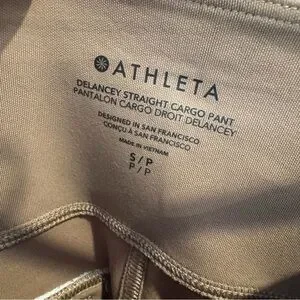 ATHLETA
DELANCEY STRAIGHT CARGO PANT
PANTALON CARGO DROIT DELANCEY
DESIGNED IN SAN FRANCISCO
CONÇU À SAN FRANCISCO
MADE IN VIETNAM
S/P
P/P